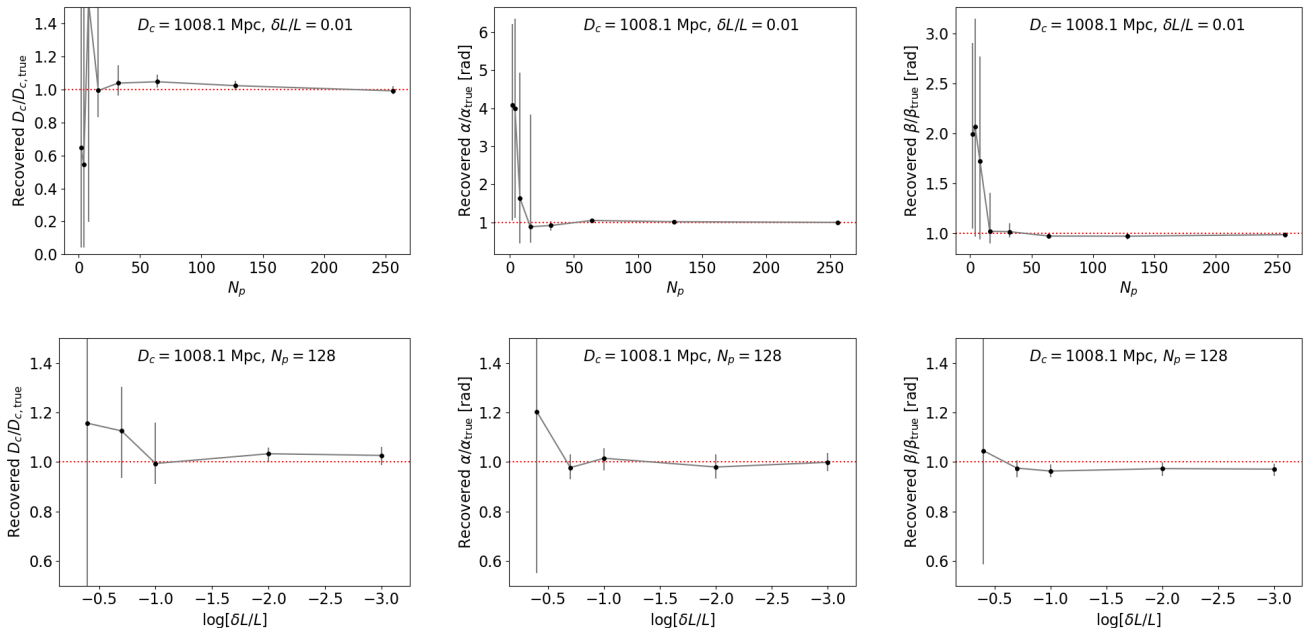 D_c = 1008.1 Mpc, δL/L = 0.01
Recovered D_c/D_c,true
1.4
1.2
1.0
0.8
0.6
0.4
0.2
0.0
0 50 100 150 200 250
N_p
D_c = 1008.1 Mpc, δL/L = 0.01
Recovered α/α_true [rad]
6
5
4
3
2
1
0 50 100 150 200 250
N_p
D_c = 1008.1 Mpc, δL/L = 0.01
Recovered β/β_true [rad]
3.0
2.5
2.0
1.5
1.0
0 50 100 150 200 250
N_p
D_c = 1008.1 Mpc, N_p = 128
Recovered D_c/D_c,true
1.4
1.2
1.0
0.8
0.6
−0.5 −1.0 −1.5 −2.0 −2.5 −3.0
log[δL/L]
D_c = 1008.1 Mpc, N_p = 128
Recovered α/α_true [rad]
1.4
1.2
1.0
0.8
0.6
−0.5 −1.0 −1.5 −2.0 −2.5 −3.0
log[δL/L]
D_c = 1008.1 Mpc, N_p = 128
Recovered β/β_true [rad]
1.4
1.2
1.0
0.8
0.6
−0.5 −1.0 −1.5 −2.0 −2.5 −3.0
log[δL/L]